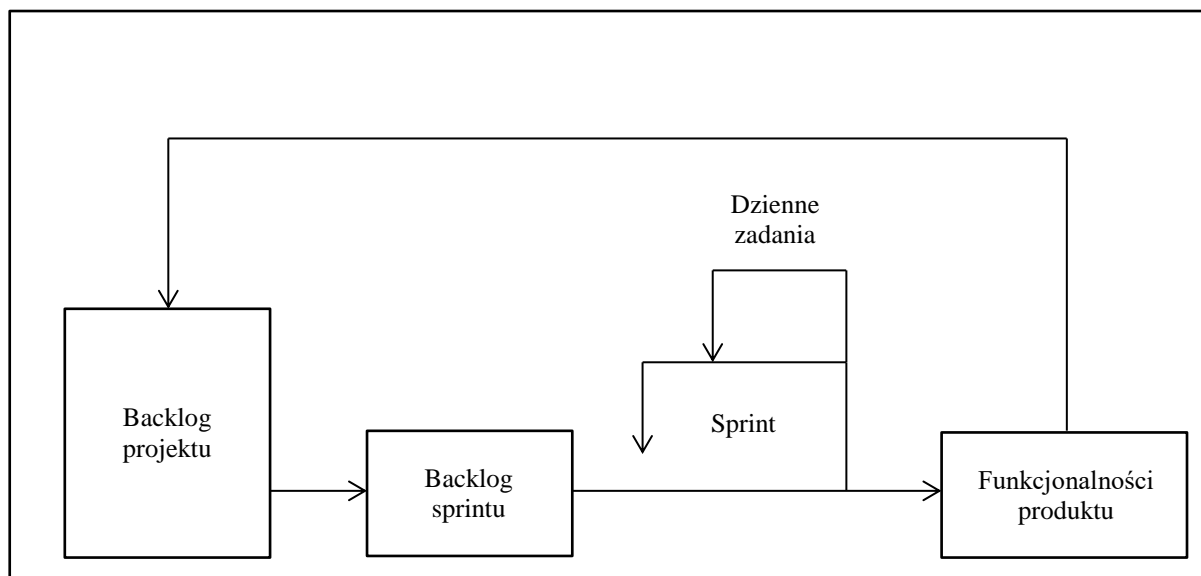 Dzienne
zadania
Backlog
projektu
Backlog
sprintu
Sprint
Funkcjonalności
produktu